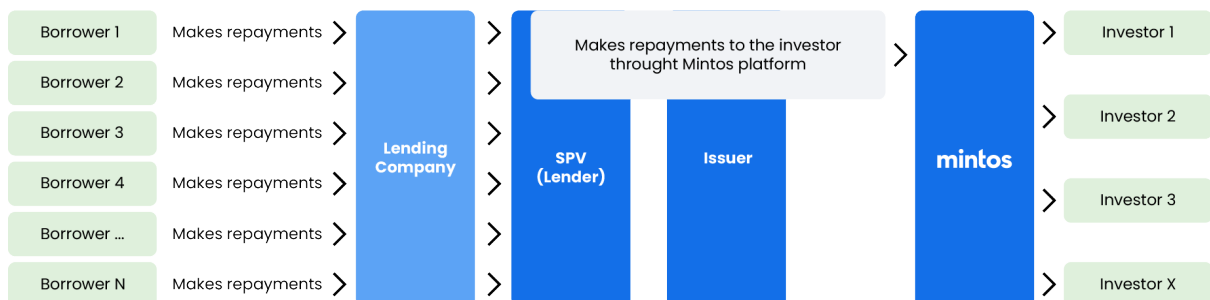 Borrower 1
Makes repayments
Borrower 2
Makes repayments
Borrower 3
Makes repayments
Borrower 4
Makes repayments
Borrower ...
Makes repayments
Borrower N
Makes repayments
Lending
Company
SPV
(Lender)
Issuer
Makes repayments to the investor
throught Mintos platform
mintos
Investor 1
Investor 2
Investor 3
Investor X